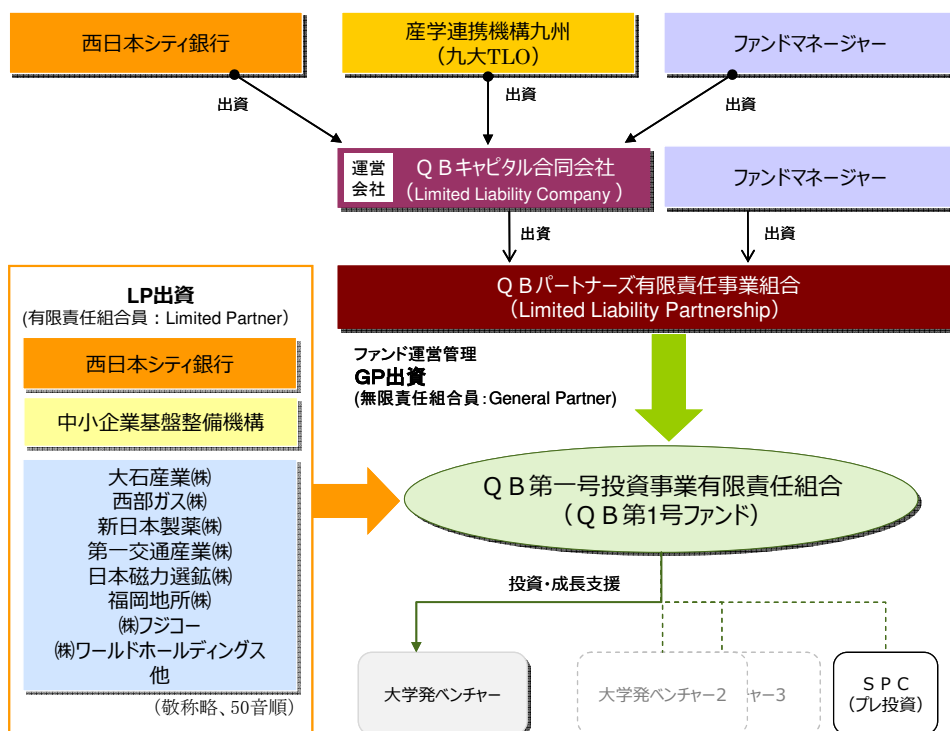 西日本シティ銀行
産学連携機構九州
（九大TLO）
ファンドマネージャー
出資
出資
出資
運営
会社
ＱＢキャピタル合同会社
（Limited Liability Company ）
ファンドマネージャー
出資
出資
ＱＢパートナーズ有限責任事業組合
（Limited Liability Partnership）
LP出資
(有限責任組合員：Limited Partner）
西日本シティ銀行
中小企業基盤整備機構
大石産業㈱
西部ガス㈱
新日本製薬㈱
第一交通産業㈱
日本磁力選鉱㈱
福岡地所㈱
㈱フジコー
㈱ワールドホールディングス
他
（敬称略、50音順）
ファンド運営管理
GP出資
(無限責任組合員：General Partner)
ＱＢ第一号投資事業有限責任組合
（ＱＢ第1号ファンド）
投資・成長支援
大学発ベンチャー
大学発ベンチャー2
ャー3
ＳＰＣ
（プレ投資）